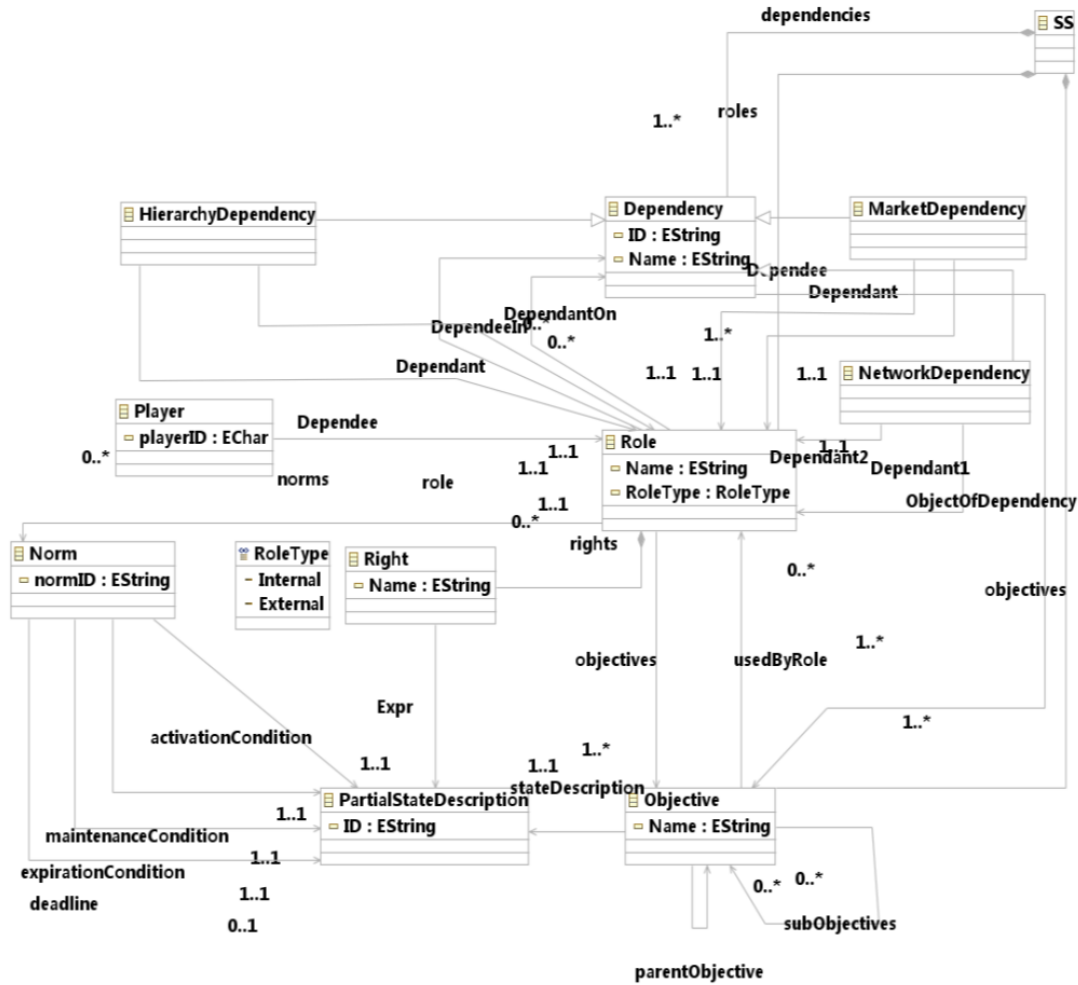 dependencies
SS
1..*
roles
HierarchyDependency
Dependency
ID : EString
Name : EString
MarketDependency
Dependee
Dependant
DependantOn
DependeeIn
0..*
0..*
1..*
Dependant
1..1
1..1
1..1
NetworkDependency
Player
playerID : EChar
0..*
Dependee
Role
Name : EString
RoleType : RoleType
1..1
1..1
1..1
Dependant2
1..1
Dependant1
norms
role
ObjectOfDependency
0..*
rights
Norm
normID : EString
RoleType
Internal
External
Right
Name : EString
0..*
objectives
1..*
objectives
usedByRole
Expr
1..*
activationCondition
1..*
1..1
1..1
stateDescription
PartialStateDescription
ID : EString
Objective
Name : EString
1..1
maintenanceCondition
1..1
expirationCondition
1..1
deadline
0..1
0..*
0..*
subObjectives
parentObjective